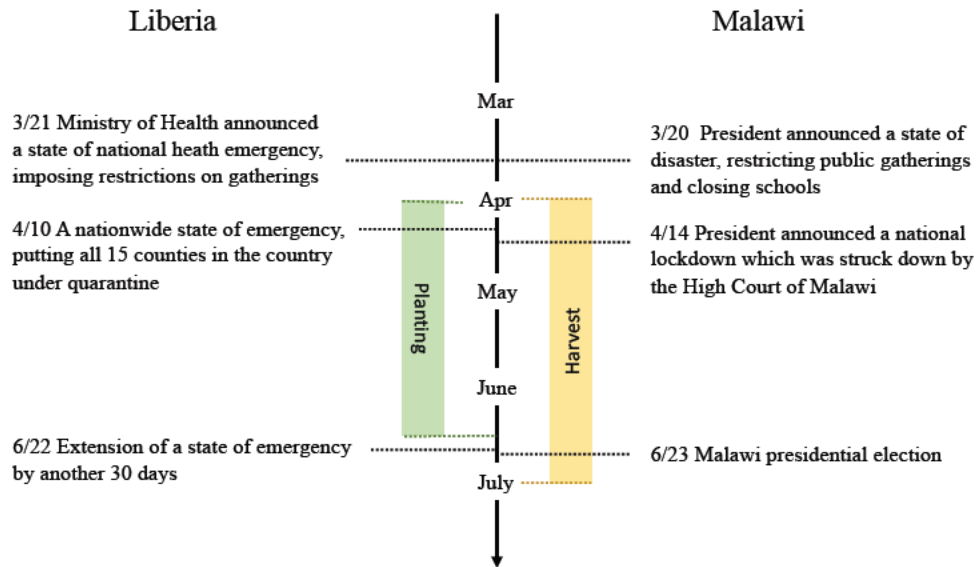 Liberia
Malawi
Mar
3/21 Ministry of Health announced
a state of national heath emergency,
imposing restrictions on gatherings
3/20 President announced a state of
disaster, restricting public gatherings
and closing schools
Apr
4/10 A nationwide state of emergency,
putting all 15 counties in the country
under quarantine
4/14 President announced a national
lockdown which was struck down by
the High Court of Malawi
May
Planting
Harvest
June
6/22 Extension of a state of emergency
by another 30 days
6/23 Malawi presidential election
July